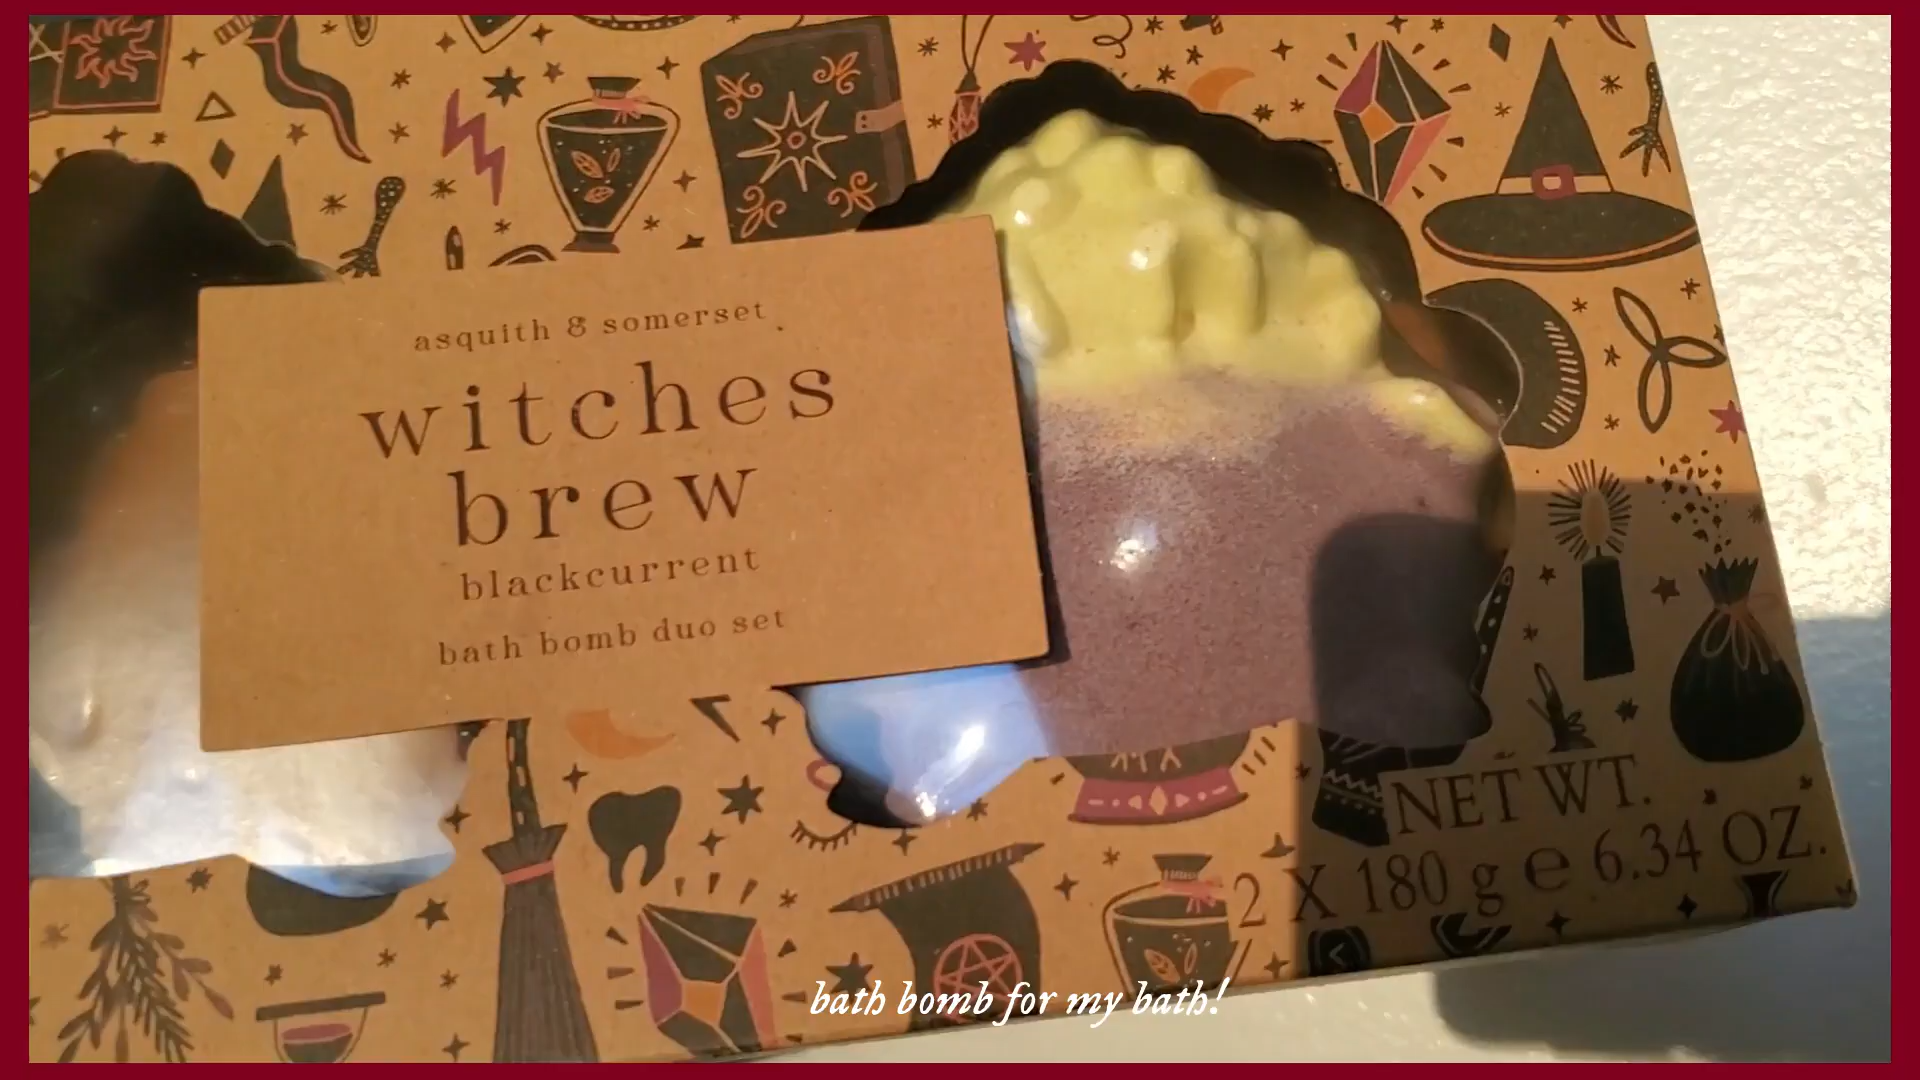 asquith & somerset
witches
brew
blackcurrent
bath bomb duo set
NET WT.
2 X 180 g e 6.34 OZ.
bath bomb for my bath!